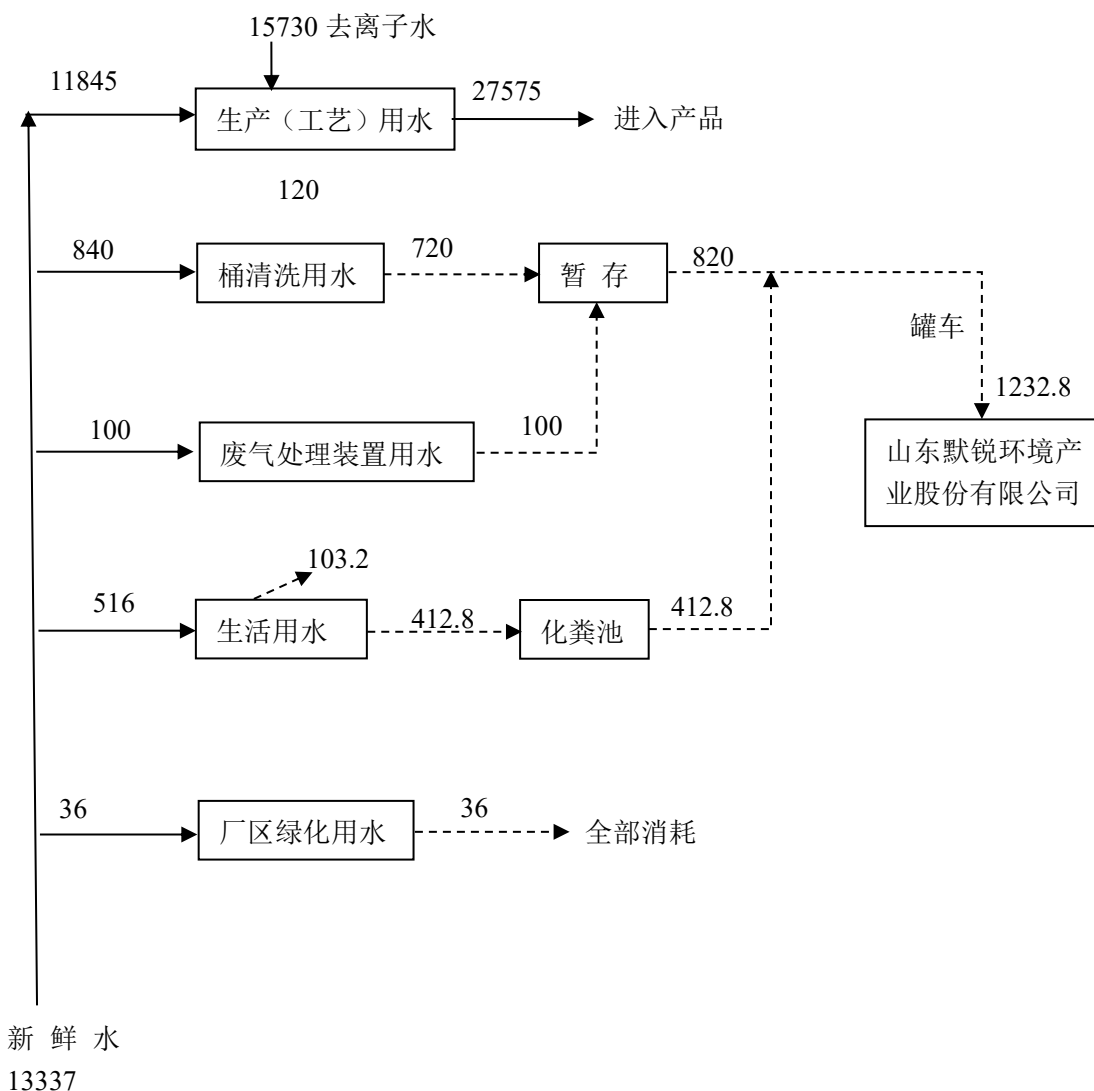 15730 去离子水
11845
生产（工艺）用水
27575
进入产品
120
840
桶清洗用水
720
暂 存
820
罐车
1232.8
山东默锐环境产
业股份有限公司
100
废气处理装置用水
100
103.2
516
生活用水
412.8
化粪池
412.8
36
厂区绿化用水
36
全部消耗
新 鲜 水
13337